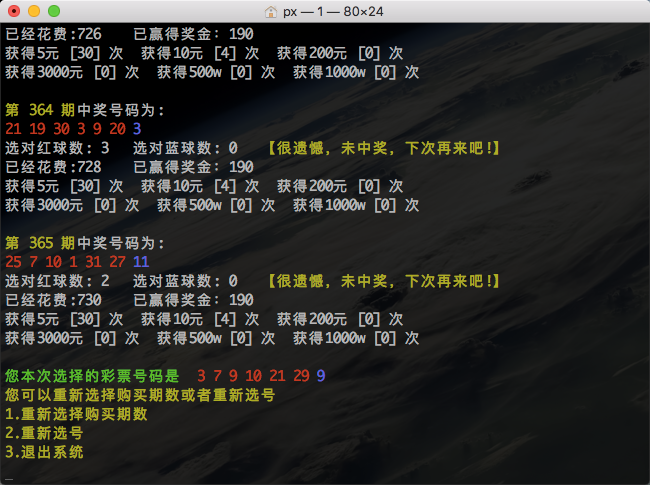 px — 1 — 80×24
已经花费:726 已赢得奖金: 190
获得5元 [30] 次 获得10元 [4] 次 获得200元 [0] 次
获得3000元 [0] 次 获得500w [0] 次 获得1000w [0] 次
第 364 期中奖号码为:
21 19 30 3 9 20 3
选对红球数: 3 选对蓝球数: 0 【很遗憾, 未中奖, 下次再来吧!】
已经花费:728 已赢得奖金: 190
获得5元 [30] 次 获得10元 [4] 次 获得200元 [0] 次
获得3000元 [0] 次 获得500w [0] 次 获得1000w [0] 次
第 365 期中奖号码为:
25 7 10 1 31 27 11
选对红球数: 2 选对蓝球数: 0 【很遗憾, 未中奖, 下次再来吧!】
已经花费:730 已赢得奖金: 190
获得5元 [30] 次 获得10元 [4] 次 获得200元 [0] 次
获得3000元 [0] 次 获得500w [0] 次 获得1000w [0] 次
您本次选择的彩票号码是 3 7 9 10 21 29 9
您可以重新选择购买期数或者重新选号
1.重新选择购买期数
2.重新选号
3.退出系统